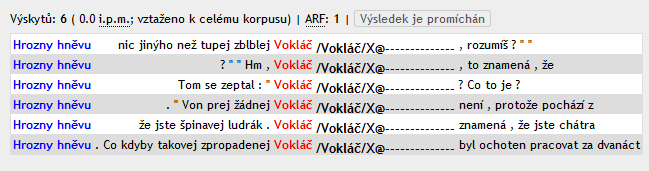 Výskytů: 6 ( 0.0 i.p.m.; vztaženo k celému korpusu) | ARF: 1 | Výsledek je promíchán
Hrozny hněvu nic jinýho než tupej zblblej Vokláč /Vokláč/X@-------------- , rozumíš ? " "
Hrozny hněvu ? " " Hm , Vokláč /Vokláč/X@-------------- , to znamená , že
Hrozny hněvu Tom se zeptal : " Vokláč /Vokláč/X@-------------- ? Co to je ?
Hrozny hněvu . " Von prej žádnej Vokláč /Vokláč/X@-------------- není , protože pochází z
Hrozny hněvu že jste špinavej ludrák . Vokláč /Vokláč/X@-------------- znamená , že jste chátra
Hrozny hněvu . Co kdyby takovej zpropadenej Vokláč /Vokláč/X@-------------- byl ochoten pracovat za dvanáct